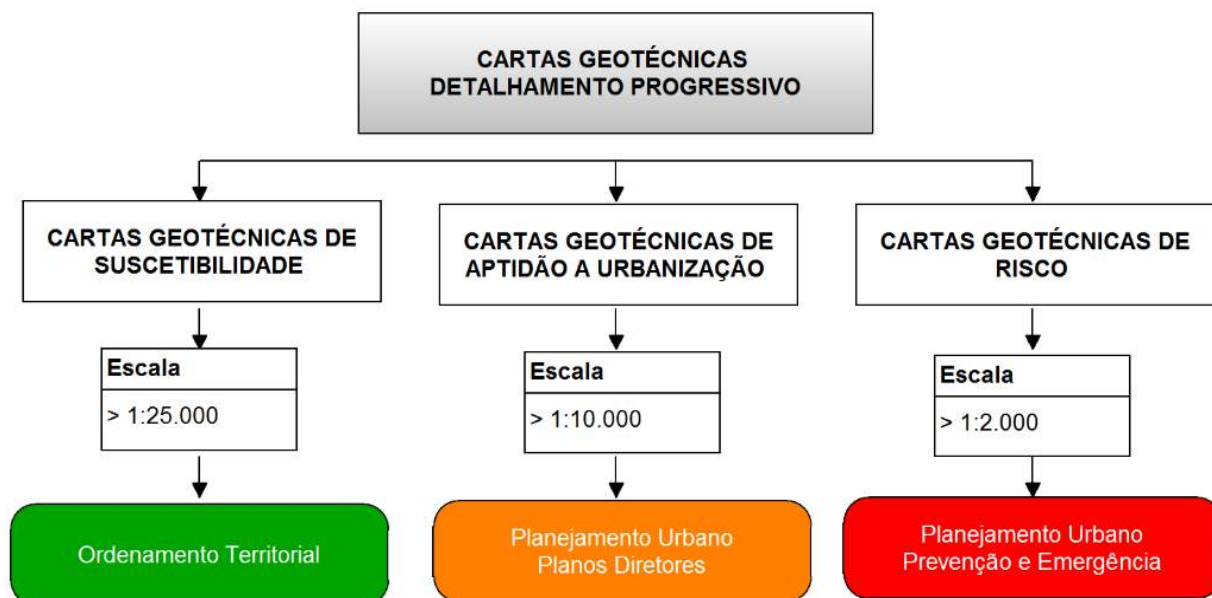 CARTAS GEOTÉCNICAS
DETALHAMENTO PROGRESSIVO
CARTAS GEOTÉCNICAS DE
SUSCETIBILIDADE
Escala
> 1:25.000
Ordenamento Territorial
CARTAS GEOTÉCNICAS DE
APTIDÃO A URBANIZAÇÃO
Escala
> 1:10.000
Planejamento Urbano
Planos Diretores
CARTAS GEOTÉCNICAS DE
RISCO
Escala
> 1:2.000
Planejamento Urbano
Prevenção e Emergência